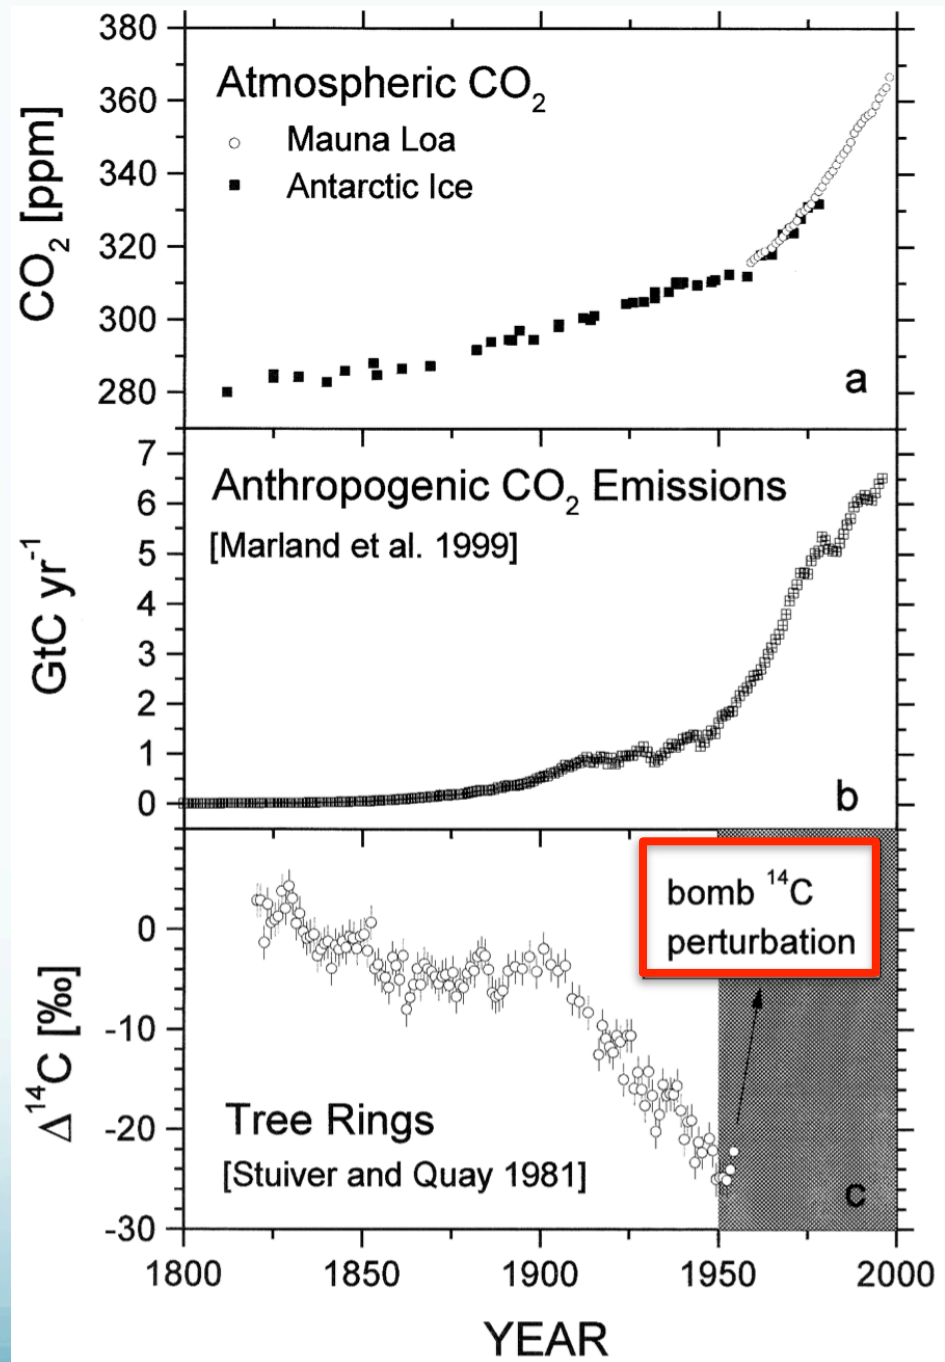 380
360
340
320
300
280
CO₂ [ppm]
Atmospheric CO₂
Mauna Loa
Antarctic Ice
a
7
6
5
4
3
2
1
0
GtC yr⁻¹
Anthropogenic CO₂ Emissions
[Marland et al. 1999]
b
0
-10
-20
-30
Δ¹⁴C [‰]
bomb ¹⁴C
perturbation
Tree Rings
[Stuiver and Quay 1981]
c
1800 1850 1900 1950 2000
YEAR